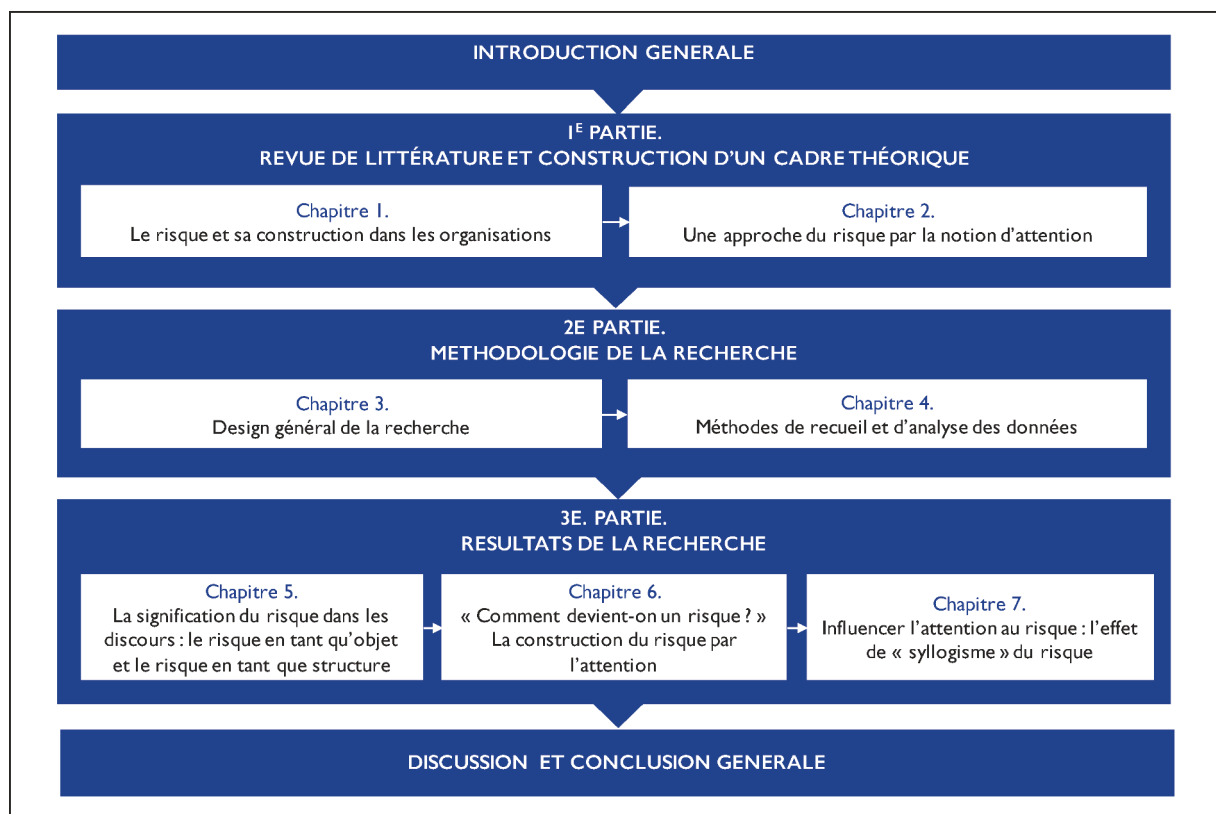 INTRODUCTION GENERALE
1E PARTIE.
REVUE DE LITTÉRATURE ET CONSTRUCTION D'UN CADRE THÉORIQUE
Chapitre 1.
Le risque et sa construction dans les organisations
Chapitre 2.
Une approche du risque par la notion d'attention
2E PARTIE.
METHODOLOGIE DE LA RECHERCHE
Chapitre 3.
Design général de la recherche
Chapitre 4.
Méthodes de recueil et d'analyse des données
3E. PARTIE.
RESULTATS DE LA RECHERCHE
Chapitre 5.
La signification du risque dans les
discours : le risque en tant qu'objet
et le risque en tant que structure
Chapitre 6.
« Comment devient-on un risque ? »
La construction du risque par
l'attention
Chapitre 7.
Influencer l'attention au risque : l'effet
de « syllogisme » du risque
DISCUSSION ET CONCLUSION GENERALE